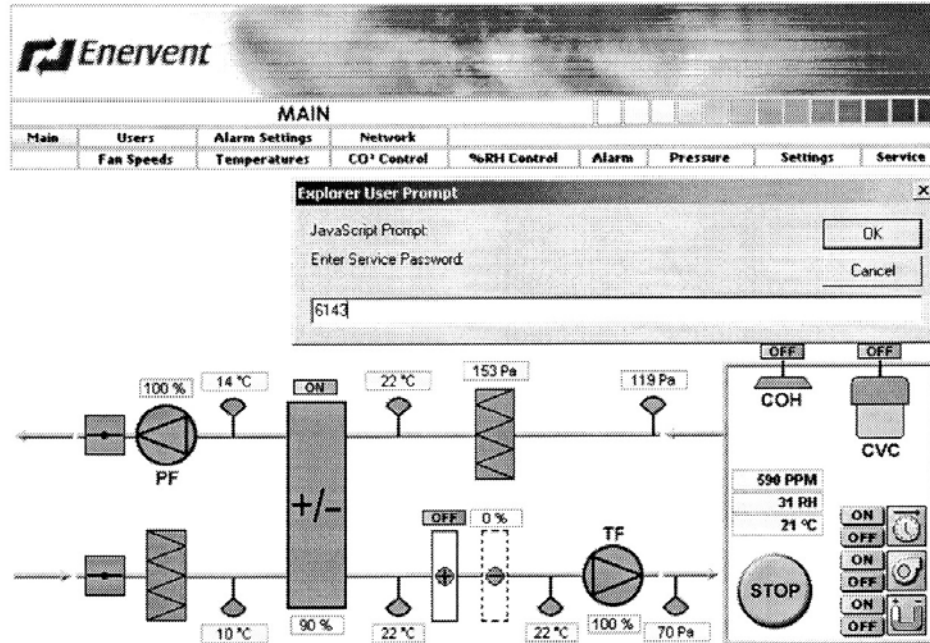 Enervent
MAIN
Main Users Alarm Settings Network
Fan Speeds Temperatures CO² Control %RH Control Alarm Pressure Settings Service
Explorer User Prompt
JavaScript Prompt:
Enter Service Password:
OK
Cancel
6143
OFF OFF
100 % 14 °C ON 22 °C 153 Pa 119 Pa
COH
CVC
PF
+/-
590 PPM
31 RH
21 °C
OFF 0 %
TF
ON
OFF
ON
OFF
ON
OFF
STOP
10 °C 90 % 22 °C 22 °C 100 % 70 Pa